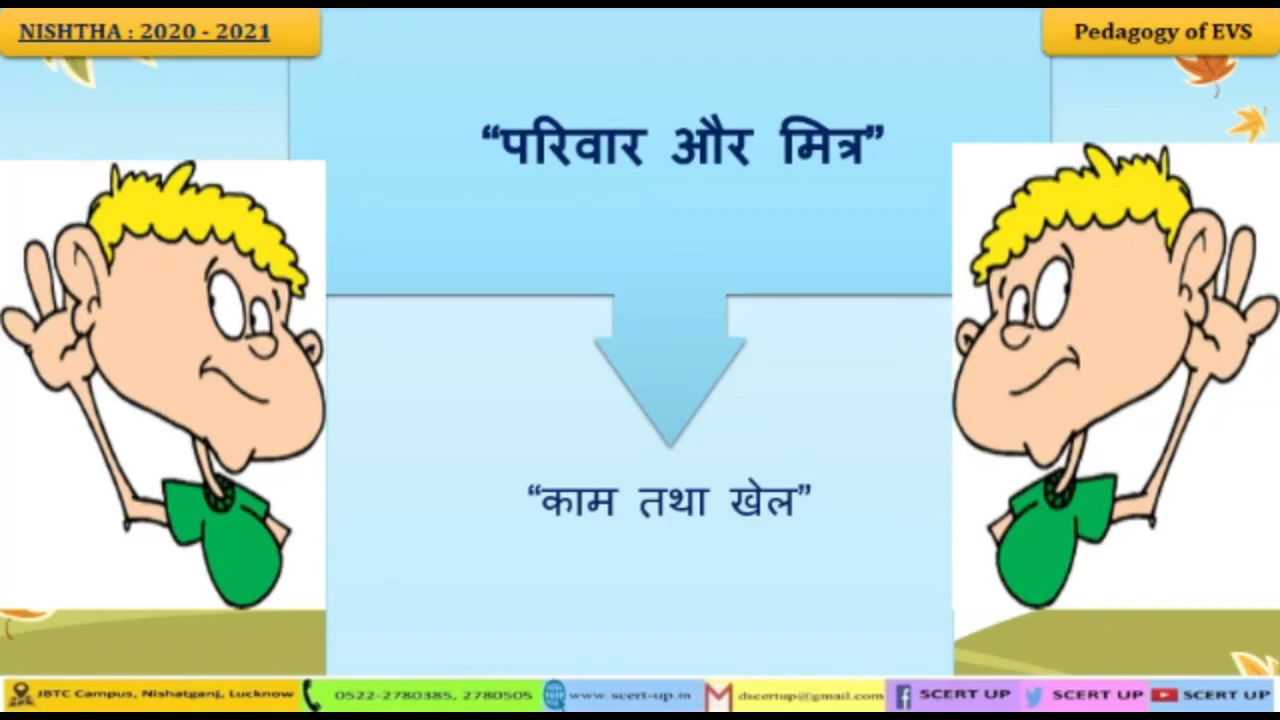 NISHTHA : 2020 - 2021
Pedagogy of EVS
“परिवार और मित्र”
“काम तथा खेल”
JBTC Campus, Nishatganj, Lucknow 0522-2780385, 2780505 www.scert-up.in dscertup@gmail.com SCERT UP SCERT UP SCERT UP